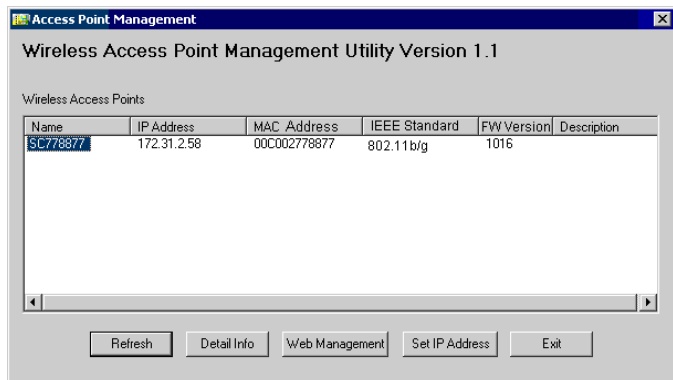 Access Point Management
Wireless Access Point Management Utility Version 1.1
Wireless Access Points
Name IP Address MAC Address IEEE Standard FW Version Description
SC778877 172.31.2.58 00C002778877 802.11b/g 1016
Refresh Detail Info Web Management Set IP Address Exit